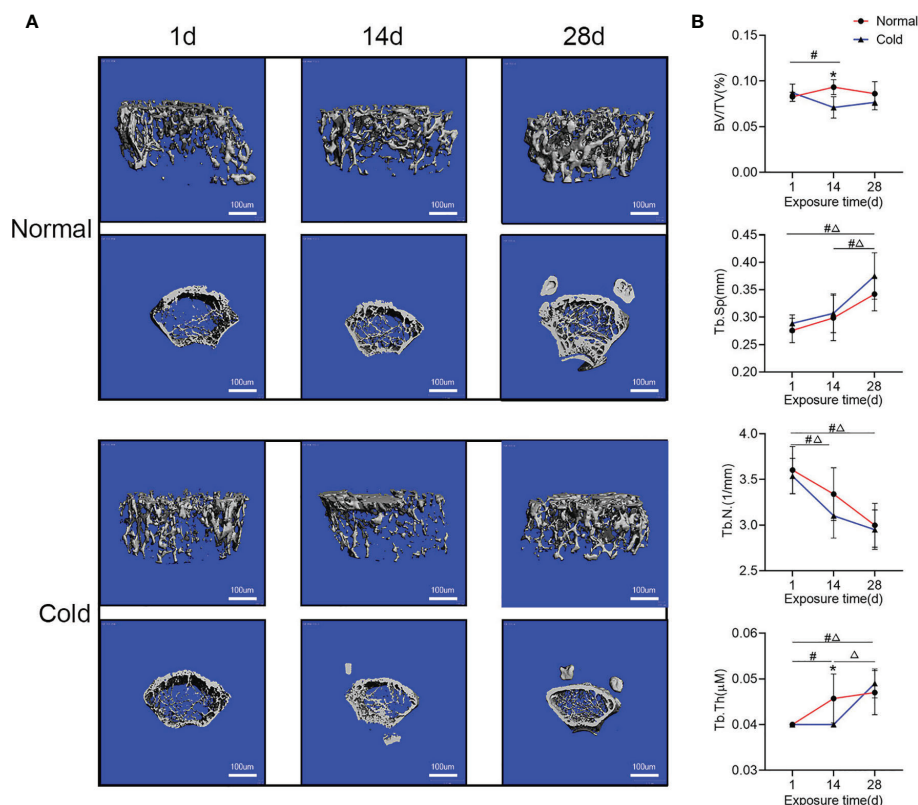 A
1d
14d
28d
Normal
100um
100um
100um
100um
100um
100um
Cold
100um
100um
100um
100um
100um
100um
B
Normal
Cold
#
*
BV/TV(%)
0.15
0.10
0.05
0.00
1 14 28
Exposure time(d)
#△
#△
Tb.Sp(mm)
0.45
0.40
0.35
0.30
0.25
0.20
1 14 28
Exposure time(d)
#△
#△
Tb.N.(1/mm)
4.0
3.5
3.0
2.5
1 14 28
Exposure time(d)
#△
# △
*
Tb.Th(μM)
0.06
0.05
0.04
0.03
1 14 28
Exposure time(d)